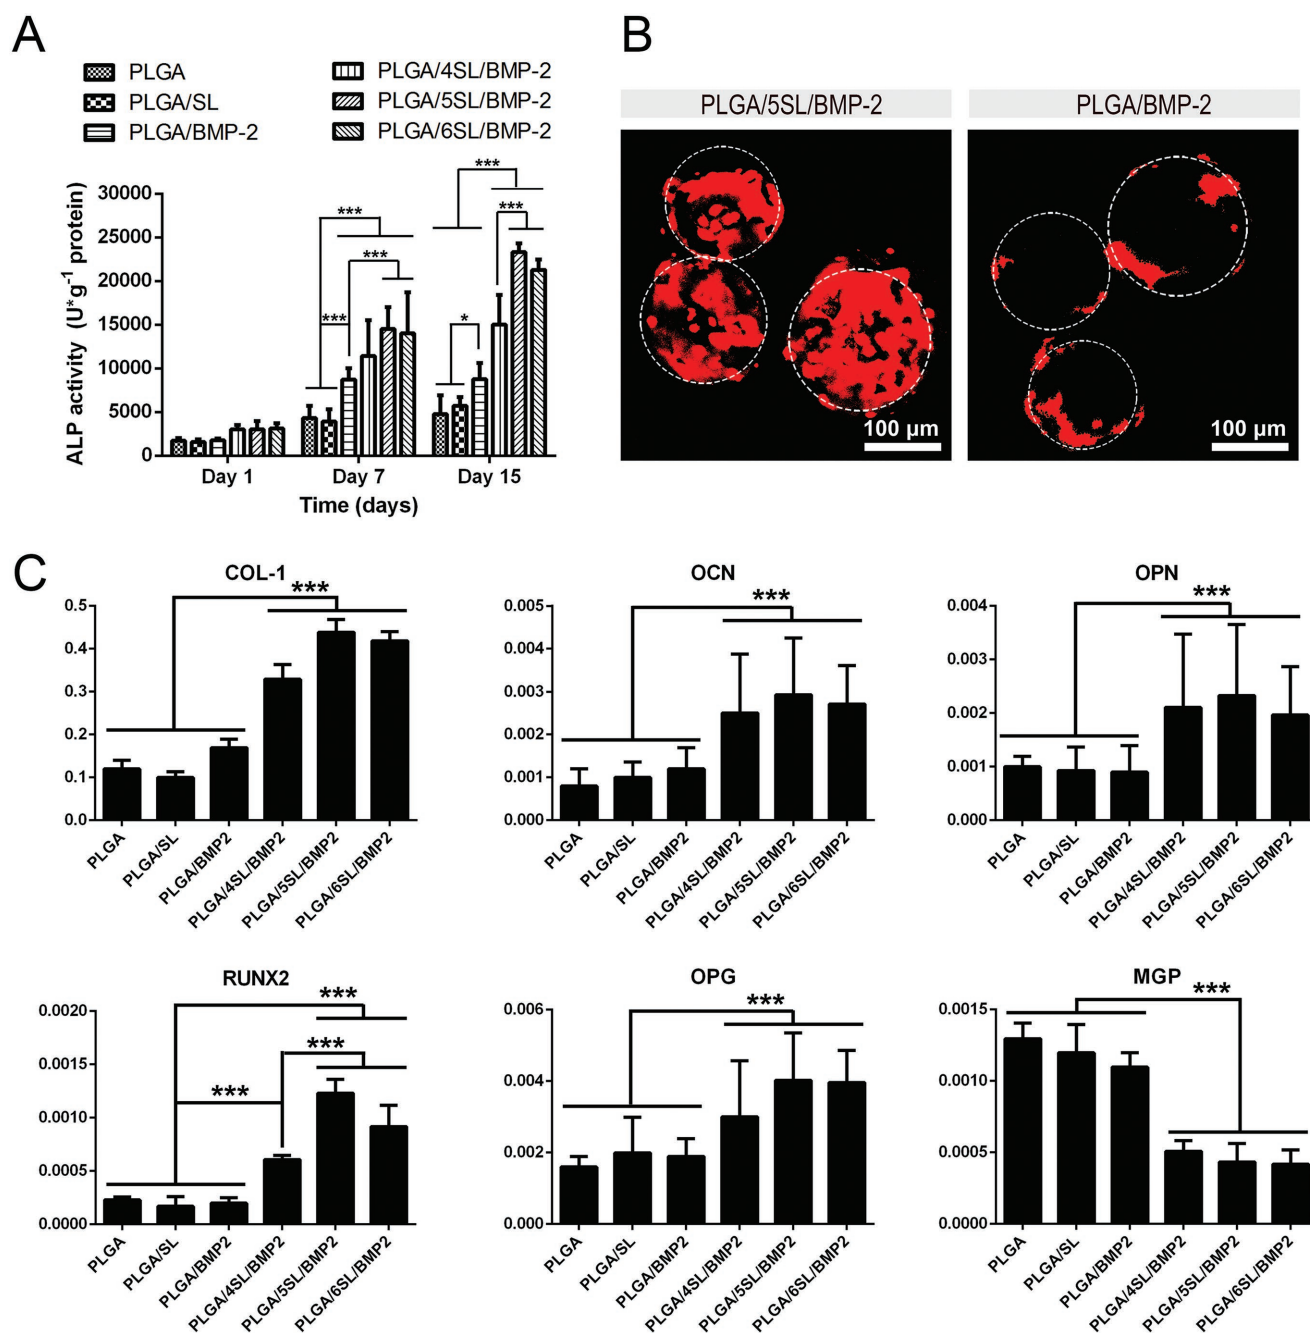 A
PLGA
PLGA/SL
PLGA/BMP-2
PLGA/4SL/BMP-2
PLGA/5SL/BMP-2
PLGA/6SL/BMP-2
ALP activity (U*g⁻¹ protein)
30000
25000
20000
15000
10000
5000
0
***
***
***
*
***
***
Day 1
Day 7
Day 15
Time (days)
B
PLGA/5SL/BMP-2
PLGA/BMP-2
100 µm
100 µm
C
COL-1
***
0.5
0.4
0.3
0.2
0.1
0.0
PLGA
PLGA/SL
PLGA/BMP2
PLGA/4SL/BMP2
PLGA/5SL/BMP2
PLGA/6SL/BMP2
OCN
***
0.005
0.004
0.003
0.002
0.001
0.000
PLGA
PLGA/SL
PLGA/BMP2
PLGA/4SL/BMP2
PLGA/5SL/BMP2
PLGA/6SL/BMP2
OPN
***
0.004
0.003
0.002
0.001
0.000
PLGA
PLGA/SL
PLGA/BMP2
PLGA/4SL/BMP2
PLGA/5SL/BMP2
PLGA/6SL/BMP2
RUNX2
***
***
***
0.0020
0.0015
0.0010
0.0005
0.0000
PLGA
PLGA/SL
PLGA/BMP2
PLGA/4SL/BMP2
PLGA/5SL/BMP2
PLGA/6SL/BMP2
OPG
***
0.006
0.004
0.002
0.000
PLGA
PLGA/SL
PLGA/BMP2
PLGA/4SL/BMP2
PLGA/5SL/BMP2
PLGA/6SL/BMP2
MGP
***
0.0015
0.0010
0.0005
0.0000
PLGA
PLGA/SL
PLGA/BMP2
PLGA/4SL/BMP2
PLGA/5SL/BMP2
PLGA/6SL/BMP2